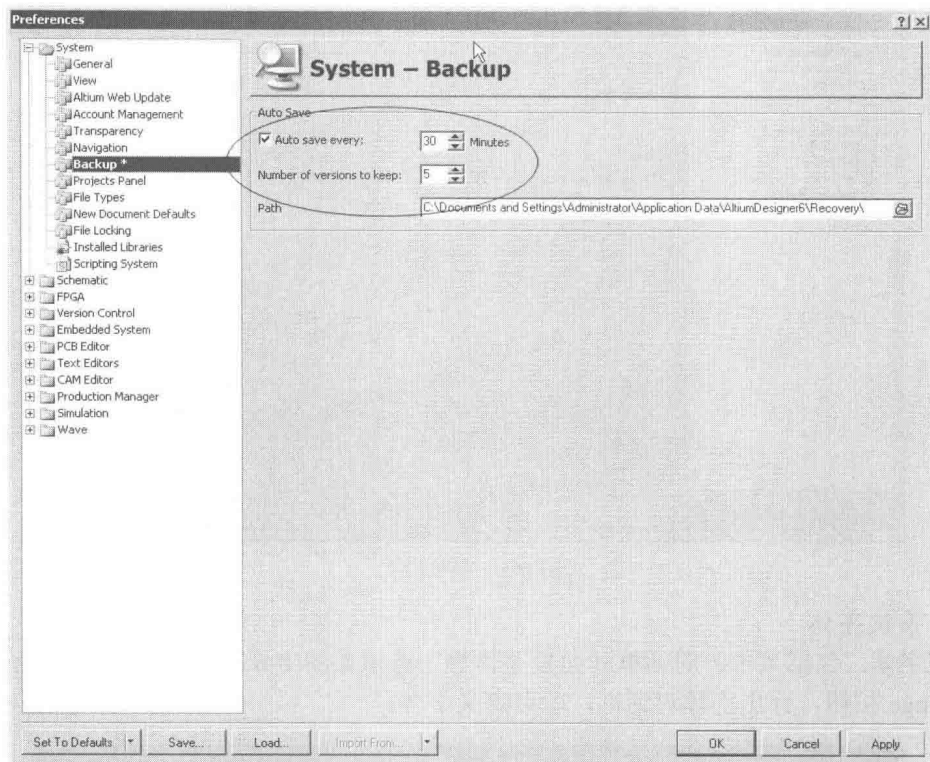 Preferences
System
General
View
Altium Web Update
Account Management
Transparency
Navigation
Backup *
Projects Panel
File Types
New Document Defaults
File Locking
Installed Libraries
Scripting System
Schematic
FPGA
Version Control
Embedded System
PCB Editor
Text Editors
CAM Editor
Production Manager
Simulation
Wave
System – Backup
Auto Save
Auto save every: 30 Minutes
Number of versions to keep: 5
Path C:\Documents and Settings\Administrator\Application Data\AltiumDesigner6\Recovery\
Set To Defaults Save... Load... Import From... OK Cancel Apply